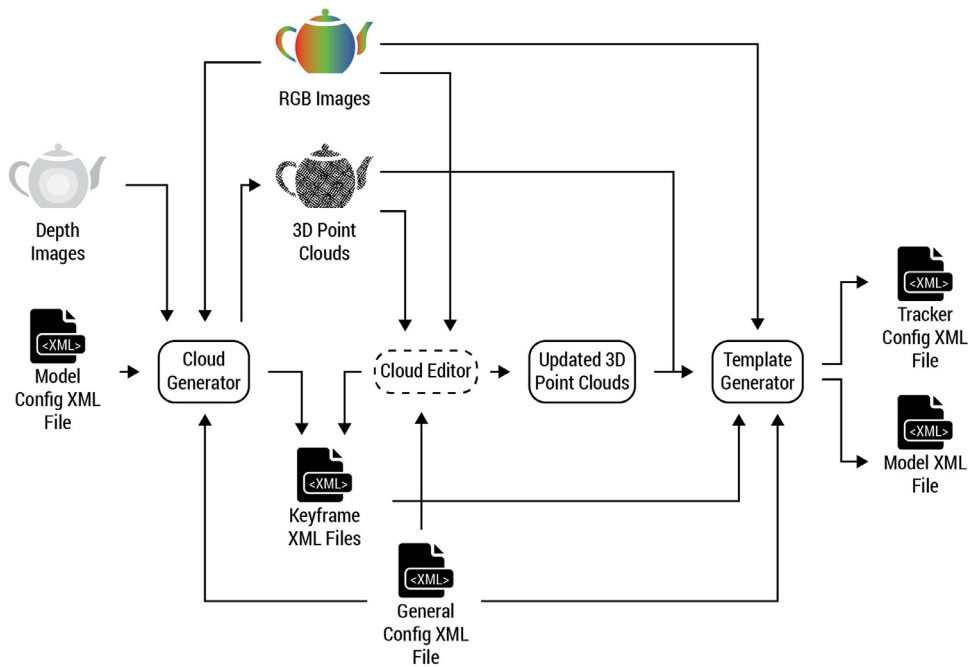 RGB Images
Depth
Images
3D Point
Clouds
<XML>
Model
Config XML
File
Cloud
Generator
Cloud Editor
Updated 3D
Point Clouds
Template
Generator
<XML>
Tracker
Config XML
File
<XML>
Model XML
File
<XML>
Keyframe
XML Files
<XML>
General
Config XML
File